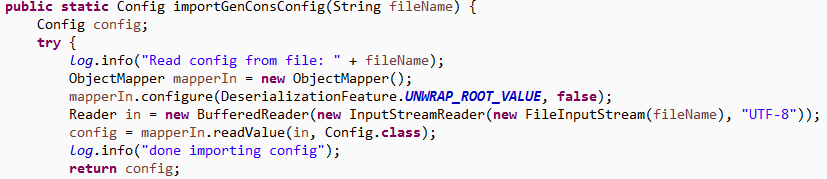 public static Config importGenConsConfig(String fileName) {
    Config config;
    try {
        log.info("Read config from file: " + fileName);
        ObjectMapper mapperIn = new ObjectMapper();
        mapperIn.configure(DeserializationFeature.UNWRAP_ROOT_VALUE, false);
        Reader in = new BufferedReader(new InputStreamReader(new FileInputStream(fileName), "UTF-8"));
        config = mapperIn.readValue(in, Config.class);
        log.info("done importing config");
        return config;